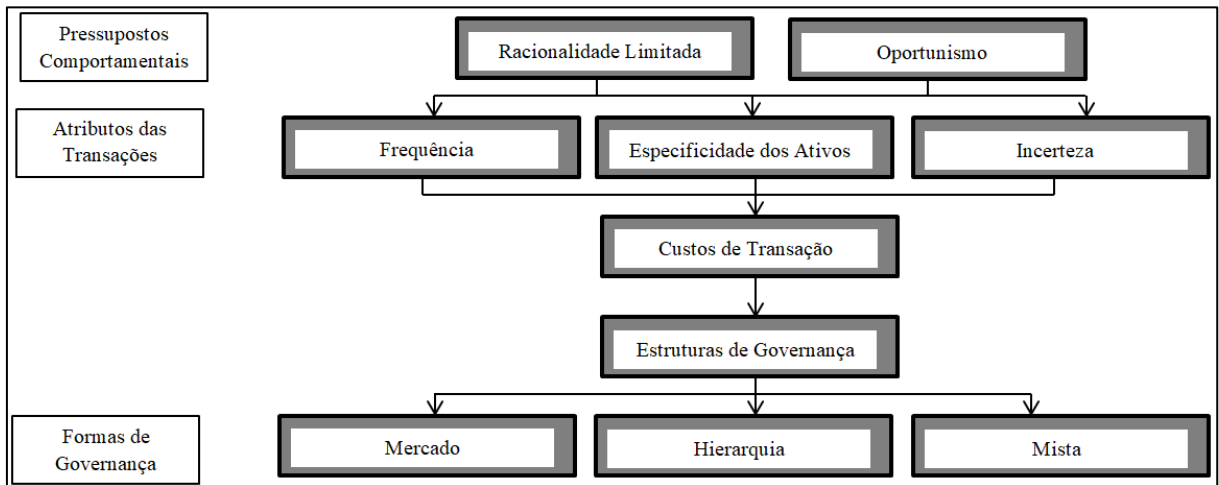 Pressupostos
Comportamentais
Racionalidade Limitada
Oportunismo
Atributos das
Transações
Frequência
Especificidade dos Ativos
Incerteza
Custos de Transação
Estruturas de Governança
Formas de
Governança
Mercado
Hierarquia
Mista